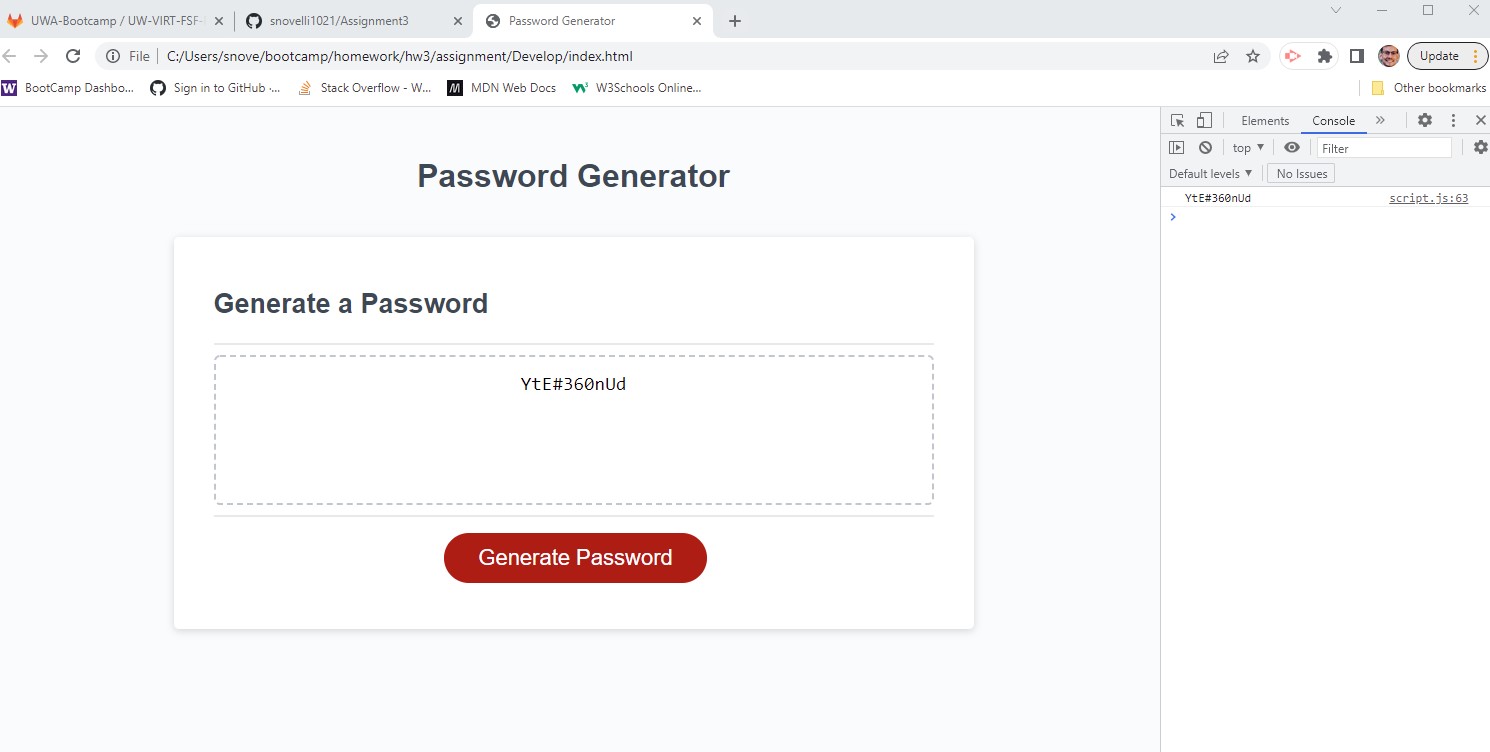 UWA-Bootcamp / UW-VIRT-FSF-
snovelli1021/Assignment3
Password Generator
File
C:/Users/snove/bootcamp/homework/hw3/assignment/Develop/index.html
Update
W BootCamp Dashbo...
Sign in to GitHub ·...
Stack Overflow - W...
MDN Web Docs
W3Schools Online...
Other bookmarks
Elements
Console
top
Filter
Default levels
No Issues
YtE#360nUd
script.js:63
Password Generator
Generate a Password
YtE#360nUd
Generate Password